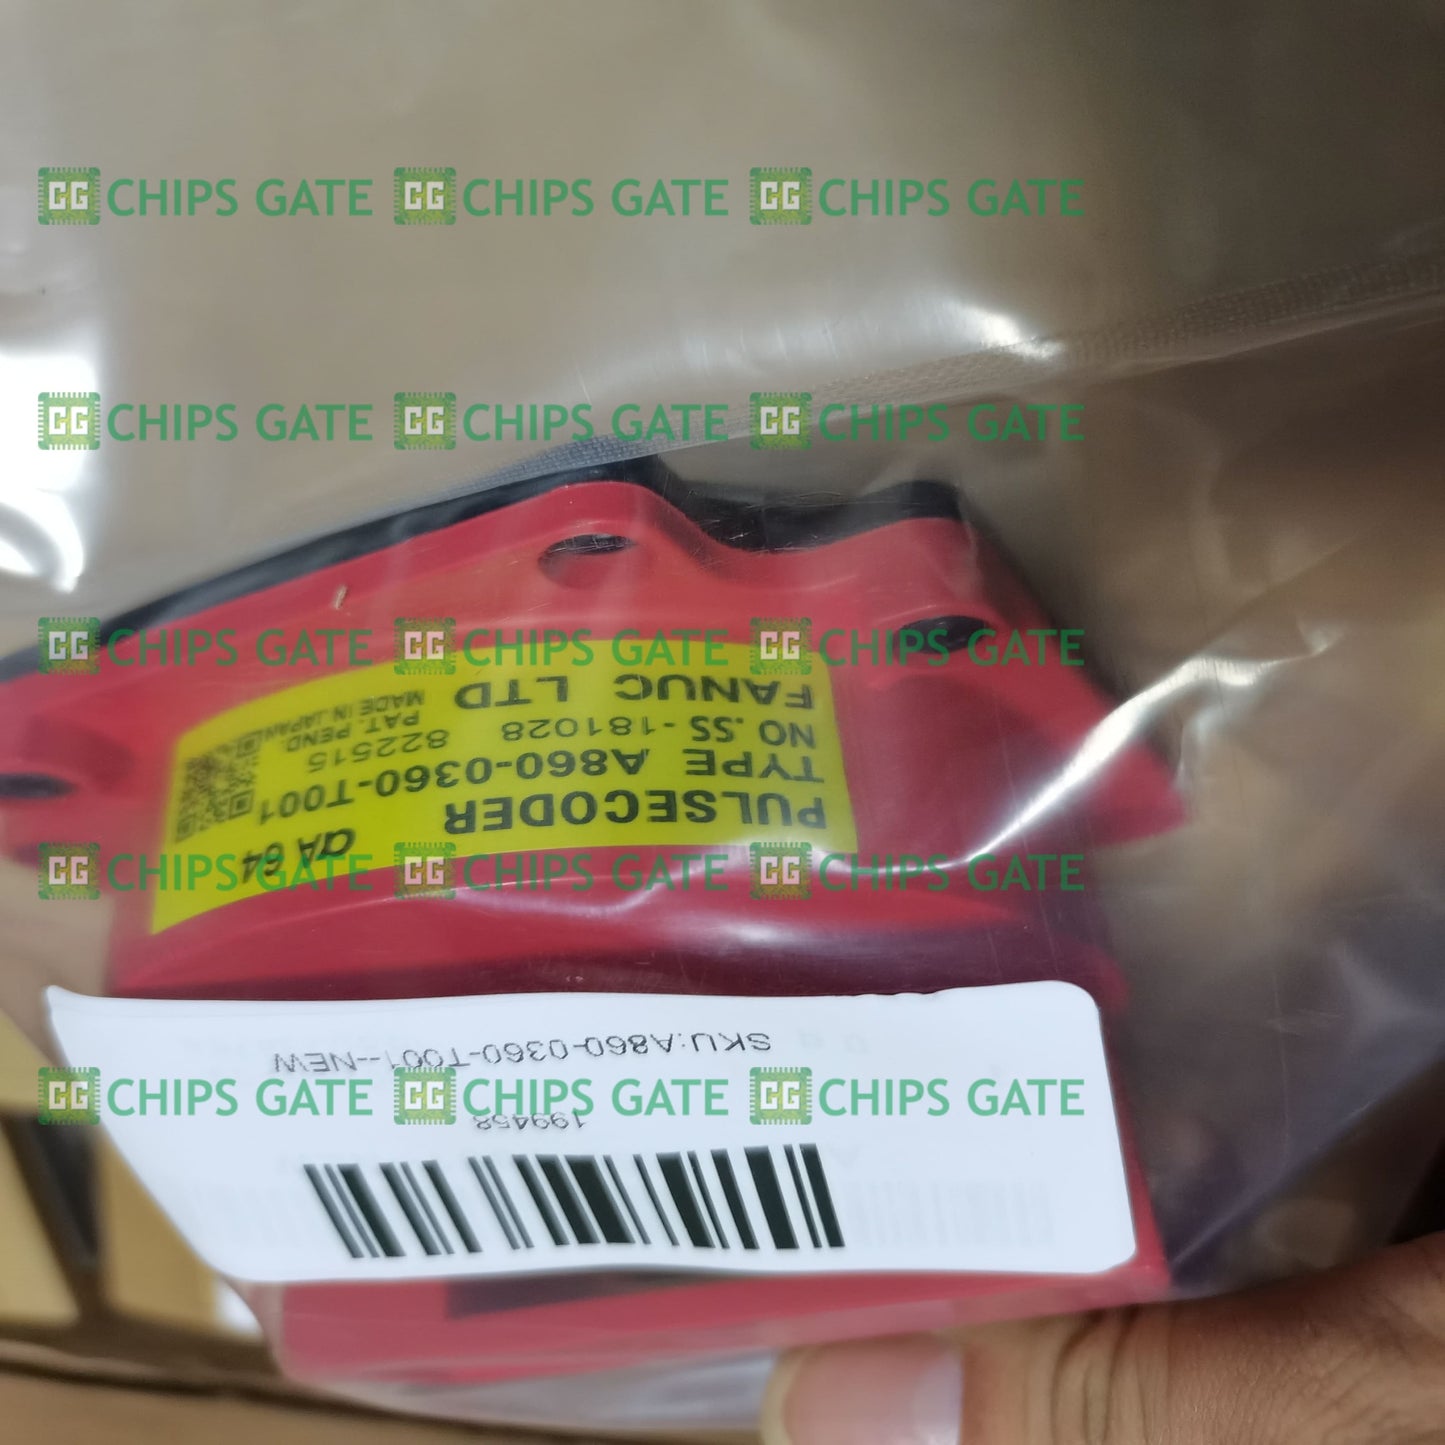 CG CHIPS GATE CG CHIPS GATE CG CHIPS GATE
CG CHIPS GATE CG CHIPS GATE CG CHIPS GATE
CG CHIPS GATE CG CHIPS GATE CG CHIPS GATE
CG CHIPS GATE CG CHIPS GATE CG CHIPS GATE
CG CHIPS GATE CG CHIPS GATE CG CHIPS GATE
PULSECODER αA 64
TYPE A860-0360-T001
NO.SS-181028 822515
PAT. PEND.
FANUC LTD MADE IN JAPAN
199458
SKU:A860-0360-T001--NEW